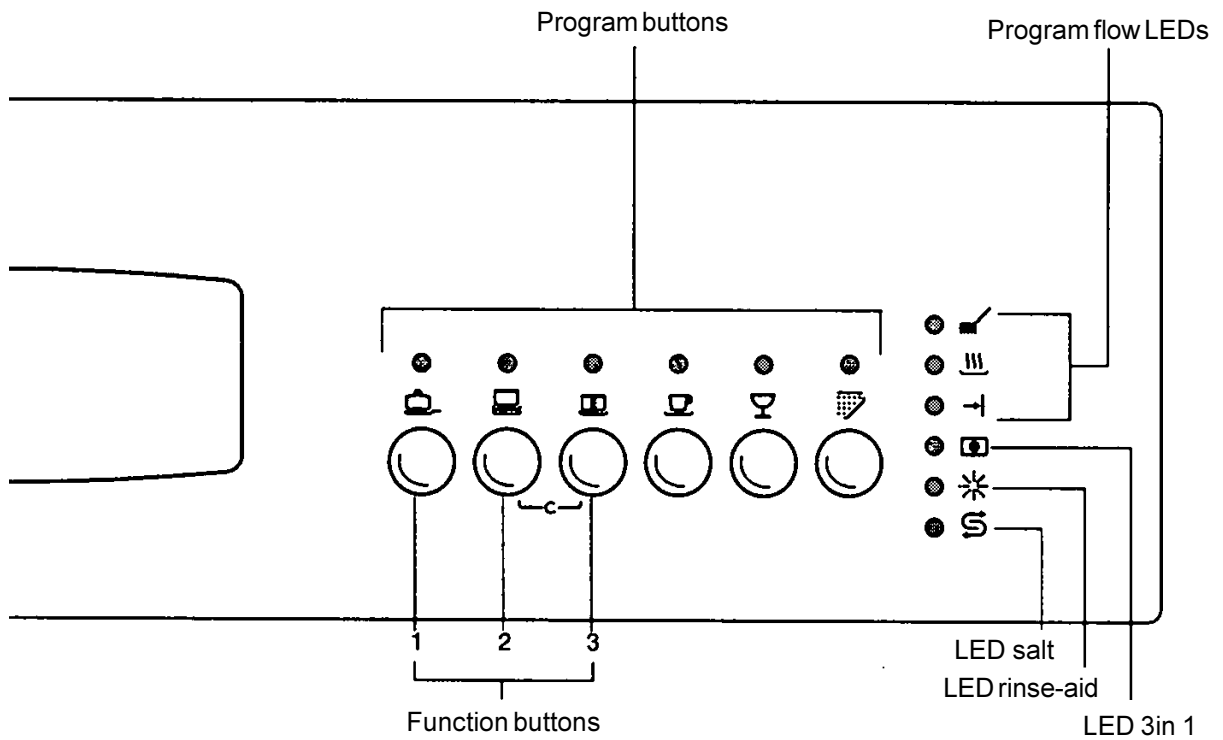 Program buttons
Program flow LEDs
C
1 2 3
LED salt
LED rinse-aid
Function buttons
LED 3in 1